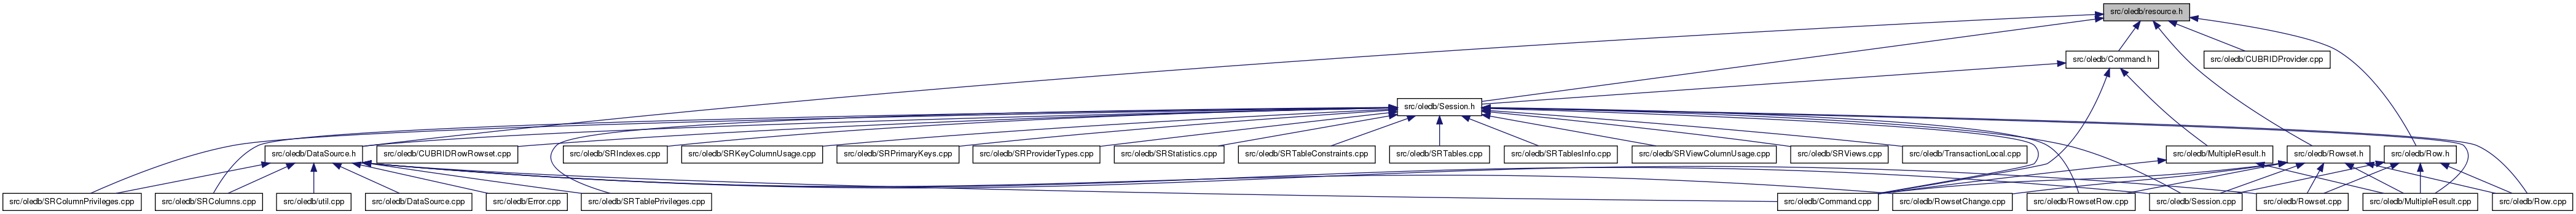 src/oledb/resource.h
src/oledb/Command.h
src/oledb/CUBRIDProvider.cpp
src/oledb/Session.h
src/oledb/DataSource.h
src/oledb/CUBRIDRowRowset.cpp
src/oledb/SRIndexes.cpp
src/oledb/SRKeyColumnUsage.cpp
src/oledb/SRPrimaryKeys.cpp
src/oledb/SRProviderTypes.cpp
src/oledb/SRStatistics.cpp
src/oledb/SRTableConstraints.cpp
src/oledb/SRTables.cpp
src/oledb/SRTablesInfo.cpp
src/oledb/SRViewColumnUsage.cpp
src/oledb/SRViews.cpp
src/oledb/TransactionLocal.cpp
src/oledb/MultipleResult.h
src/oledb/Rowset.h
src/oledb/Row.h
src/oledb/SRColumnPrivileges.cpp
src/oledb/SRColumns.cpp
src/oledb/util.cpp
src/oledb/DataSource.cpp
src/oledb/Error.cpp
src/oledb/SRTablePrivileges.cpp
src/oledb/Command.cpp
src/oledb/RowsetChange.cpp
src/oledb/RowsetRow.cpp
src/oledb/Session.cpp
src/oledb/Rowset.cpp
src/oledb/MultipleResult.cpp
src/oledb/Row.cpp